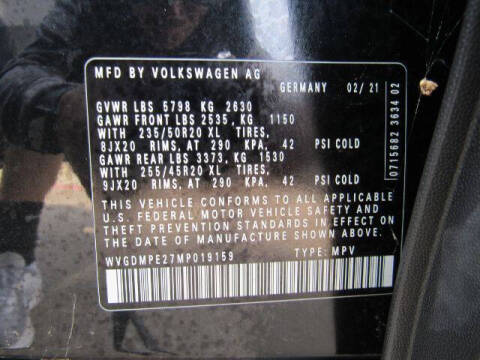 MFD BY VOLKSWAGEN AG
GERMANY 02/21
GVWR LBS 5798 KG 2630
GAWR FRONT LBS 2535, KG 1150
WITH 235/50R20 XL TIRES,
8JX20 RIMS, AT 290 KPA, 42 PSI COLD
GAWR REAR LBS 3373, KG 1530
WITH 255/45R20 XL TIRES,
9JX20 RIMS, AT 290 KPA, 42 PSI COLD
THIS VEHICLE CONFORMS TO ALL APPLICABLE
U.S. FEDERAL MOTOR VEHICLE SAFETY AND
THEFT PREVENTION STANDARDS IN EFFECT ON
THE DATE OF MANUFACTURE SHOWN ABOVE.
WVGDMPE27MP019159 TYPE: MPV
0715682 3634 02